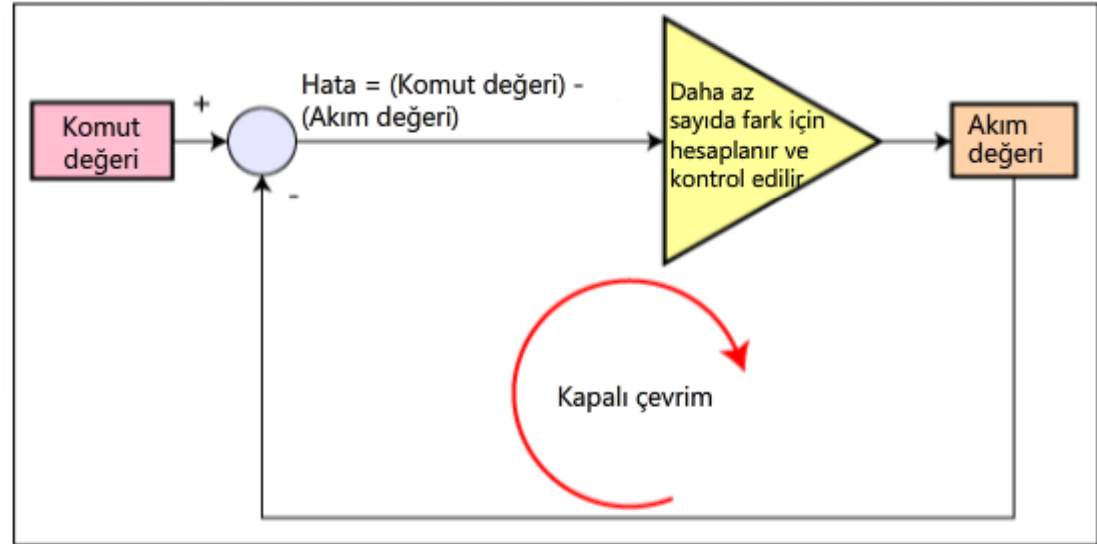 Komut
değeri
+
-
Hata = (Komut değeri) -
(Akım değeri)
Daha az
sayıda fark için
hesaplanır ve
kontrol edilir
Akım
değeri
Kapalı çevrim